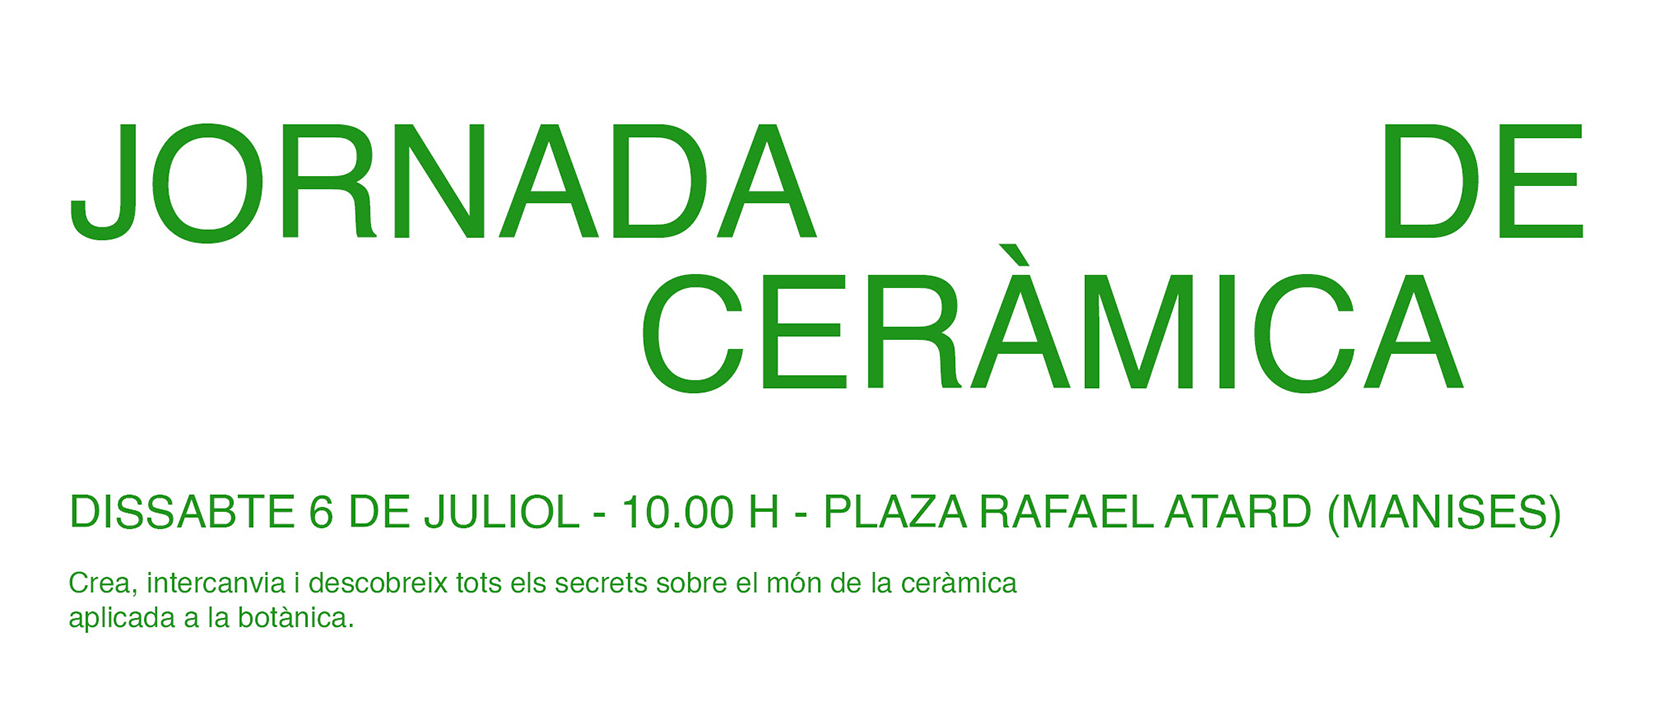 JORNADA DE
CERÀMICA
DISSABTE 6 DE JULIOL - 10.00 H - PLAZA RAFAEL ATARD (MANISES)
Crea, intercanvia i descobreix tots els secrets sobre el món de la ceràmica
aplicada a la botànica.